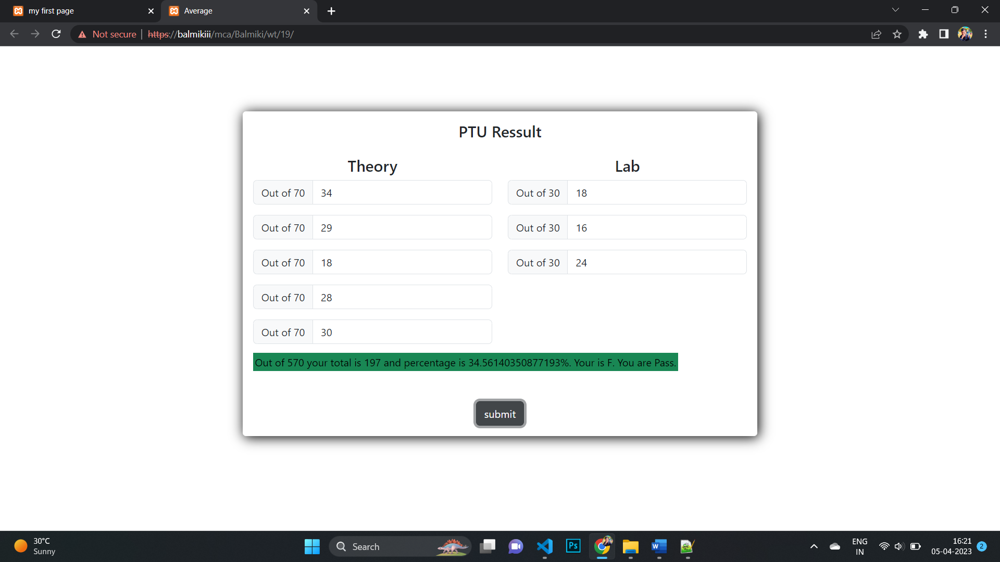 my first page
Average
Not secure
https://balmikiii/mca/Balmiki/wt/19/
PTU Ressult
Theory
Lab
Out of 70 34
Out of 30 18
Out of 70 29
Out of 30 16
Out of 70 18
Out of 30 24
Out of 70 28
Out of 70 30
Out of 570 your total is 197 and percentage is 34.56140350877193%. Your is F. You are Pass.
submit
30°C
Sunny
Search
Ps
W
ENG
IN
16:21
05-04-2023
2